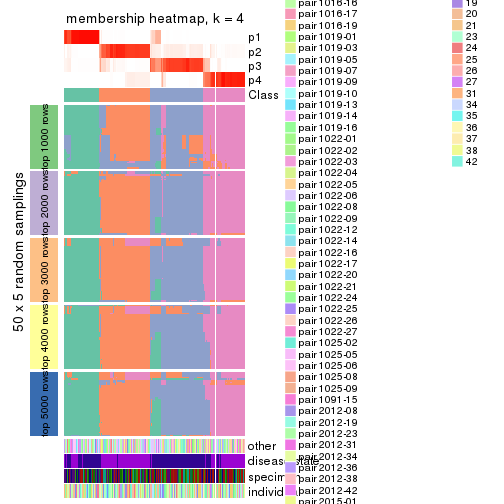 membership heatmap, k = 4
p1
p2
p3
p4
Class
50 x 5 random samplings
top 1000 rows
top 2000 rows
top 3000 rows
top 4000 rows
top 5000 rows
other
disease.state
individ
pair1016-16
pair1016-17
pair1016-19
pair1019-01
pair1019-03
pair1019-05
pair1019-07
pair1019-09
pair1019-10
pair1019-13
pair1019-14
pair1019-16
pair1022-01
pair1022-02
pair1022-03
pair1022-04
pair1022-05
pair1022-06
pair1022-08
pair1022-09
pair1022-12
pair1022-14
pair1022-16
pair1022-17
pair1022-20
pair1022-21
pair1022-24
pair1022-25
pair1022-26
pair1022-27
pair1025-02
pair1025-05
pair1025-06
pair1025-08
pair1025-09
pair1091-15
pair2012-08
pair2012-23
pair2012-31
pair2012-34
pair2012-36
pair2012-38
pair2012-42
pair2015-01
19
20
21
23
24
25
26
27
31
34
35
36
37
38
42